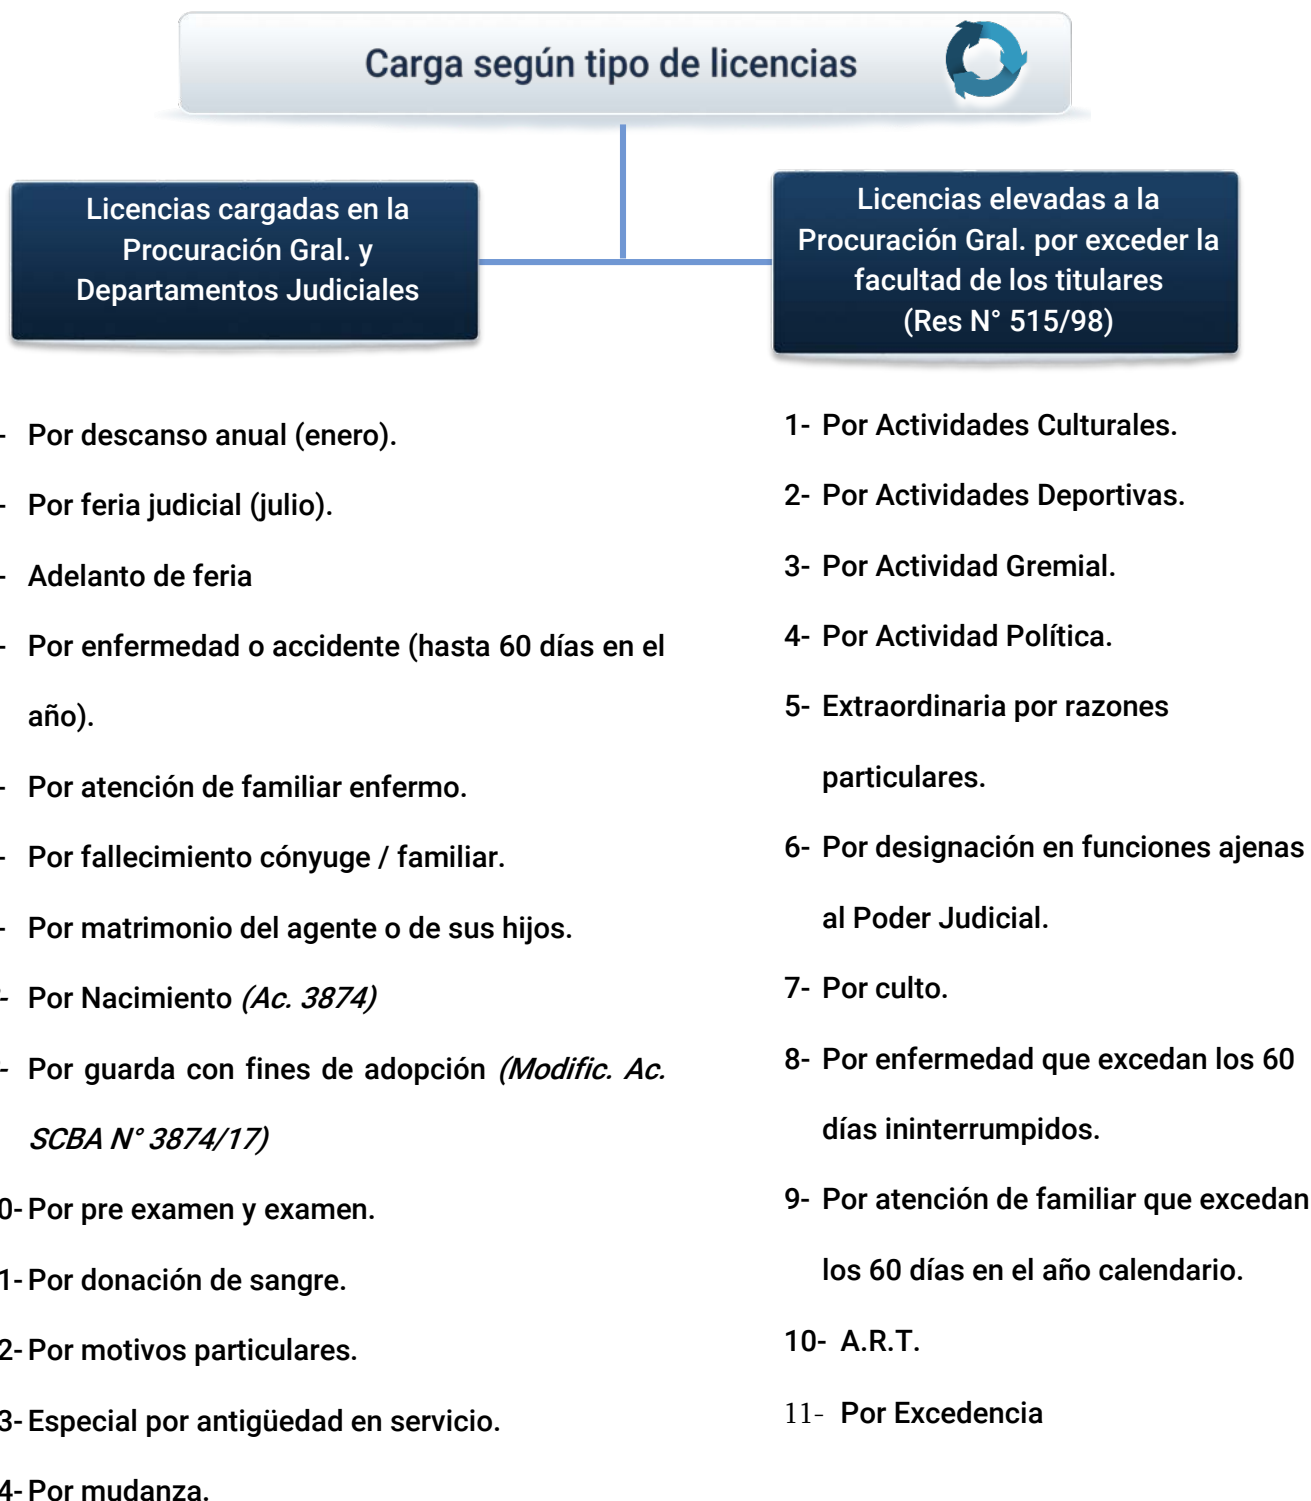 Carga según tipo de licencias
Licencias cargadas en la
Procuración Gral. y
Departamentos Judiciales
- Por descanso anual (enero).
- Por feria judicial (julio).
- Adelanto de feria
- Por enfermedad o accidente (hasta 60 días en el
año).
- Por atención de familiar enfermo.
- Por fallecimiento cónyuge / familiar.
- Por matrimonio del agente o de sus hijos.
- Por Nacimiento (Ac. 3874)
- Por guarda con fines de adopción (Modific. Ac.
SCBA N° 3874/17)
0- Por pre examen y examen.
1- Por donación de sangre.
2- Por motivos particulares.
3- Especial por antigüedad en servicio.
4- Por mudanza.
Licencias elevadas a la
Procuración Gral. por exceder la
facultad de los titulares
(Res N° 515/98)
1- Por Actividades Culturales.
2- Por Actividades Deportivas.
3- Por Actividad Gremial.
4- Por Actividad Política.
5- Extraordinaria por razones
particulares.
6- Por designación en funciones ajenas
al Poder Judicial.
7- Por culto.
8- Por enfermedad que excedan los 60
días ininterrumpidos.
9- Por atención de familiar que excedan
los 60 días en el año calendario.
10- A.R.T.
11- Por Excedencia